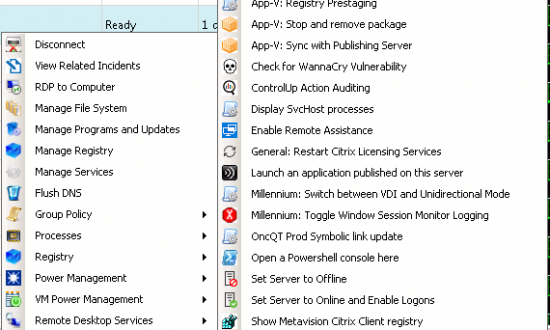 Ready
1 d
Disconnect
View Related Incidents
RDP to Computer
Manage File System
Manage Programs and Updates
Manage Registry
Manage Services
Flush DNS
Group Policy
Processes
Registry
Power Management
VM Power Management
Remote Desktop Services
App-V: Registry Prestaging
App-V: Stop and remove package
App-V: Sync with Publishing Server
Check for WannaCry Vulnerability
ControlUp Action Auditing
Display SvcHost processes
Enable Remote Assistance
General: Restart Citrix Licensing Services
Launch an application published on this server
Millennium: Switch between VDI and Unidirectional Mode
Millennium: Toggle Window Session Monitor Logging
OncQT Prod Symbolic link update
Open a Powershell console here
Set Server to Offline
Set Server to Online and Enable Logons
Show Metavision Citrix Client registry